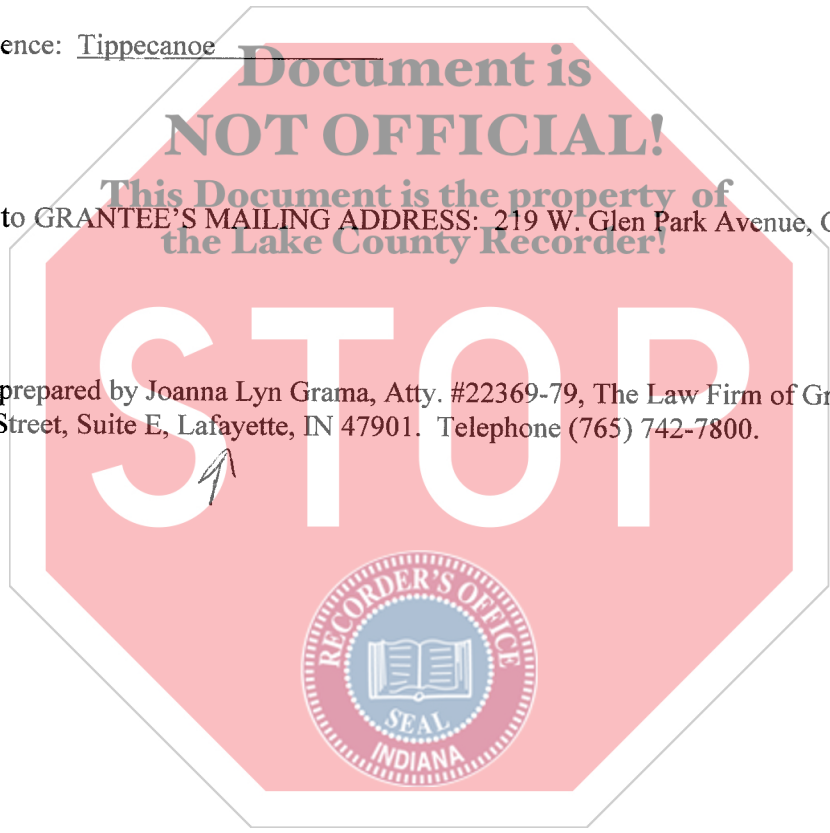 ence: Tippecanoe
Document is
NOT OFFICIAL!
This Document is the property of
to GRANTEE'S MAILING ADDRESS: 219 W. Glen Park Avenue, G
the Lake County Recorder!
STOP
prepared by Joanna Lyn Grama, Atty. #22369-79, The Law Firm of Gr
Street, Suite E, Lafayette, IN 47901. Telephone (765) 742-7800.
RECORDER'S OFFICE
SEAL
INDIANA